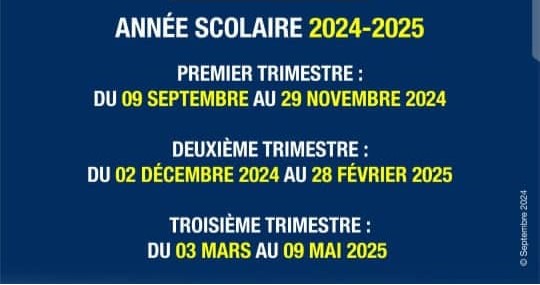 ANNÉE SCOLAIRE 2024-2025
PREMIER TRIMESTRE :
DU 09 SEPTEMBRE AU 29 NOVEMBRE 2024
DEUXIÈME TRIMESTRE :
DU 02 DÉCEMBRE 2024 AU 28 FÉVRIER 2025
TROISIÈME TRIMESTRE :
DU 03 MARS AU 09 MAI 2025
© Septembre 2024